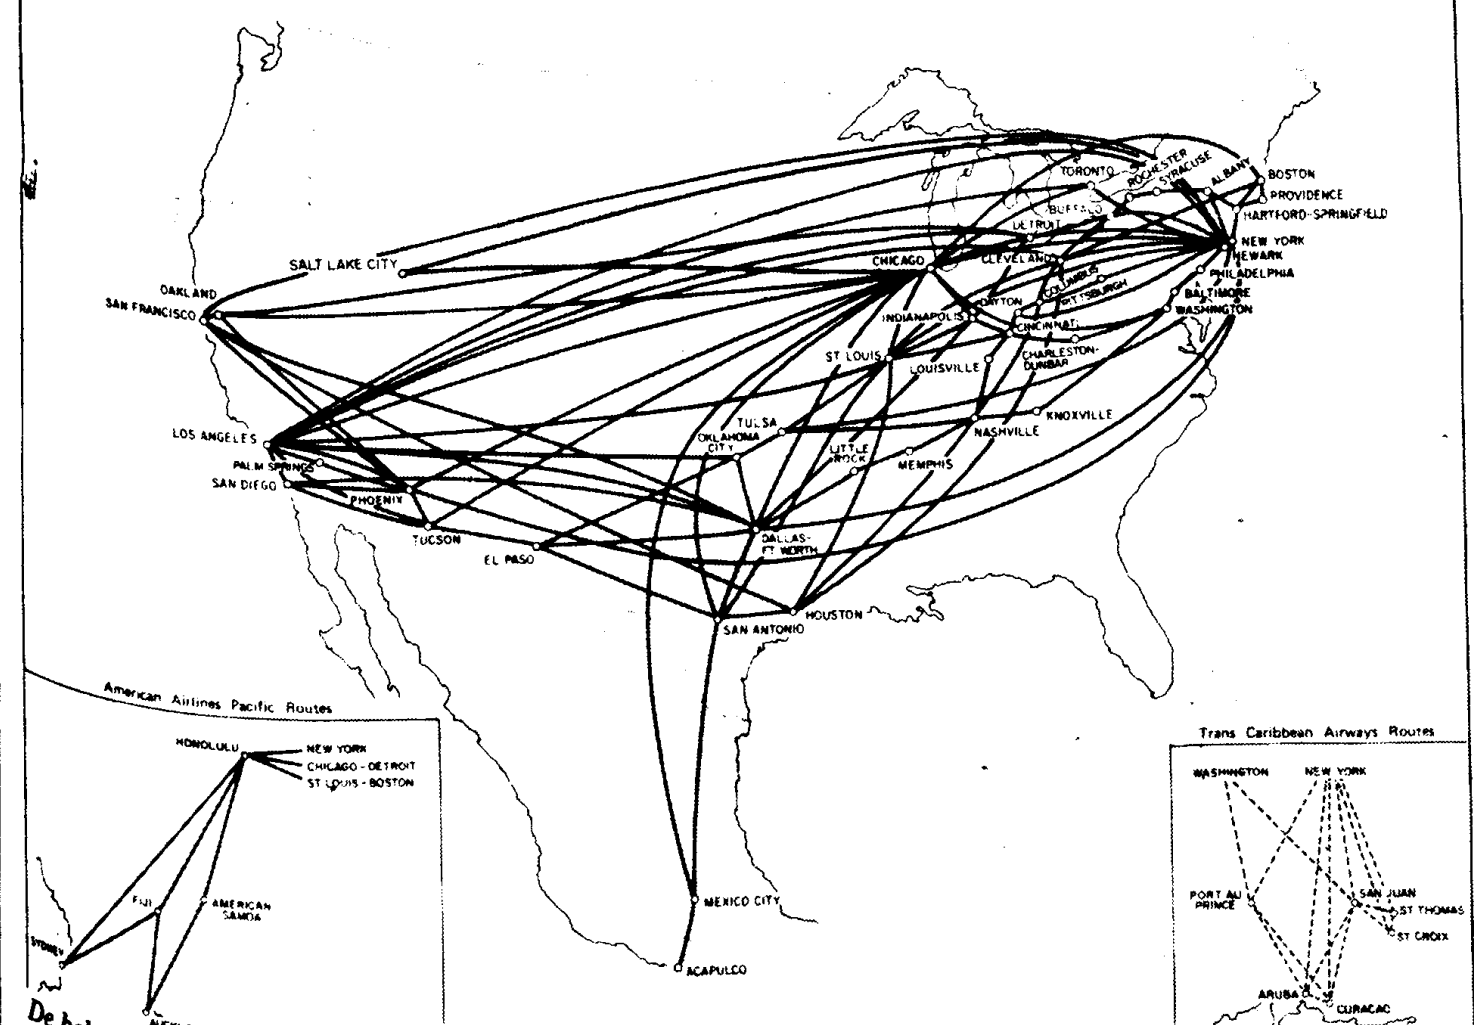 TORONTO
ROCHESTER
SYRACUSE
ALBANY
BOSTON
PROVIDENCE
HARTFORD-SPRINGFIELD
BUFFALO
DETROIT
NEW YORK
NEWARK
CHICAGO
CLEVELAND
SALT LAKE CITY
PHILADELPHIA
COLUMBUS
PITTSBURGH
BALTIMORE
OAKLAND
SAN FRANCISCO
DAYTON
WASHINGTON
INDIANAPOLIS
CINCINNATI
ST LOUIS
LOUISVILLE
CHARLESTON-
DUNBAR
TULSA
KNOXVILLE
LOS ANGELES
OKLAHOMA
CITY
NASHVILLE
LITTLE
ROCK
MEMPHIS
PALM SPRINGS
SAN DIEGO
PHOENIX
TUCSON
DALLAS-
FT WORTH
EL PASO
HOUSTON
SAN ANTONIO
MEXICO CITY
ACAPULCO
American Airlines Pacific Routes
HONOLULU
NEW YORK
CHICAGO - DETROIT
ST LOUIS - BOSTON
FIJI
AMERICAN
SAMOA
SYDNEY
Trans Caribbean Airways Routes
WASHINGTON
NEW YORK
PORT AU
PRINCE
SAN JUAN
ST THOMAS
ST CROIX
ARUBA
CURACAO